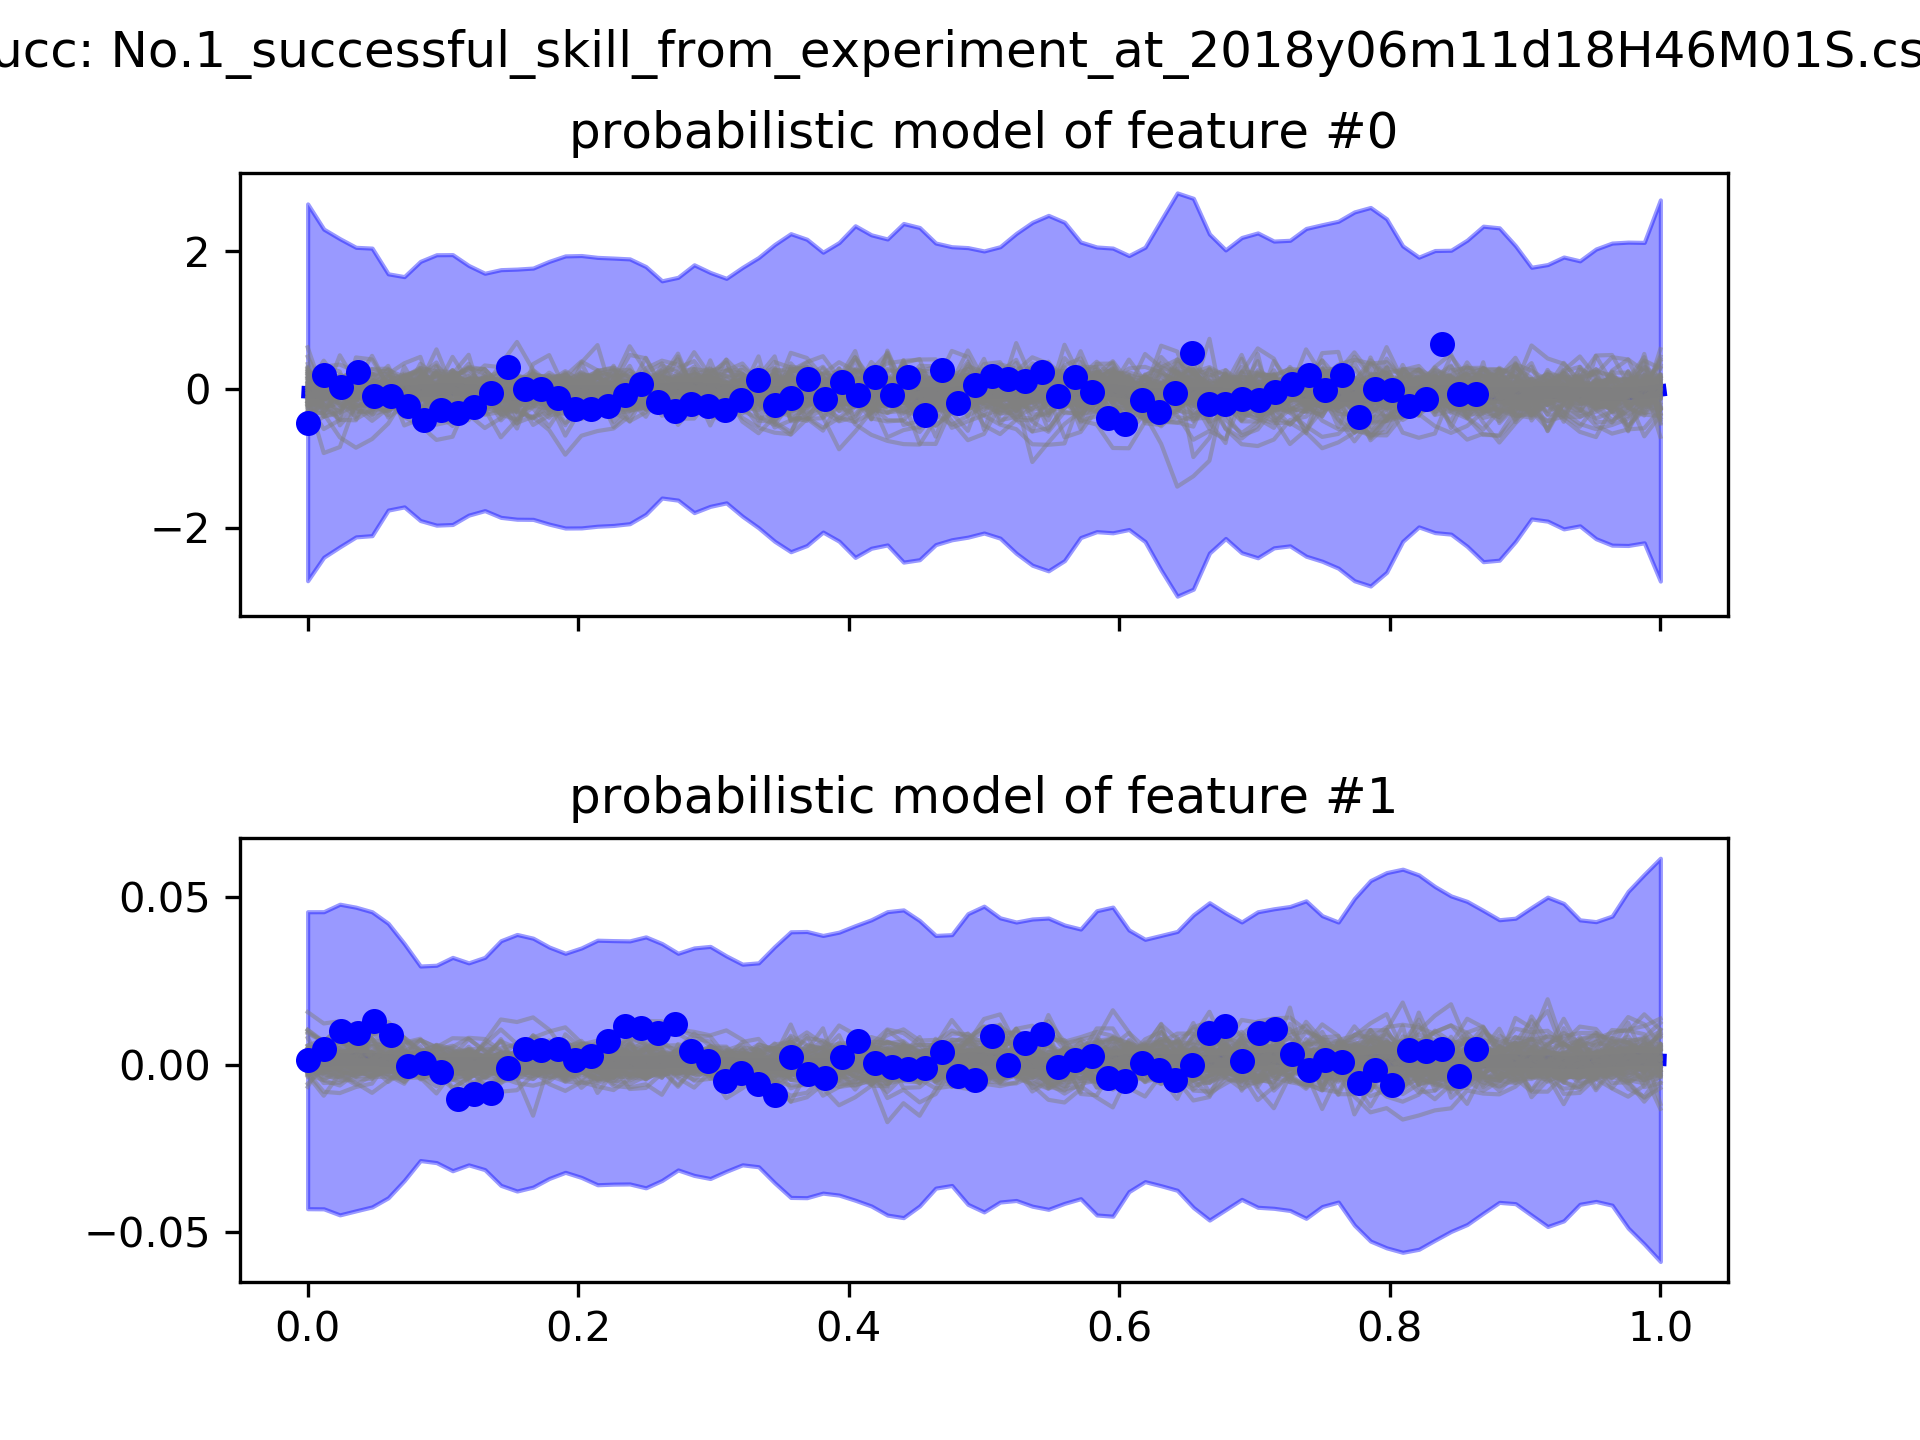 ucc: No.1_successful_skill_from_experiment_at_2018y06m11d18H46M01S.cs
probabilistic model of feature #0
2
0
−2
probabilistic model of feature #1
0.05
0.00
−0.05
0.0 0.2 0.4 0.6 0.8 1.0